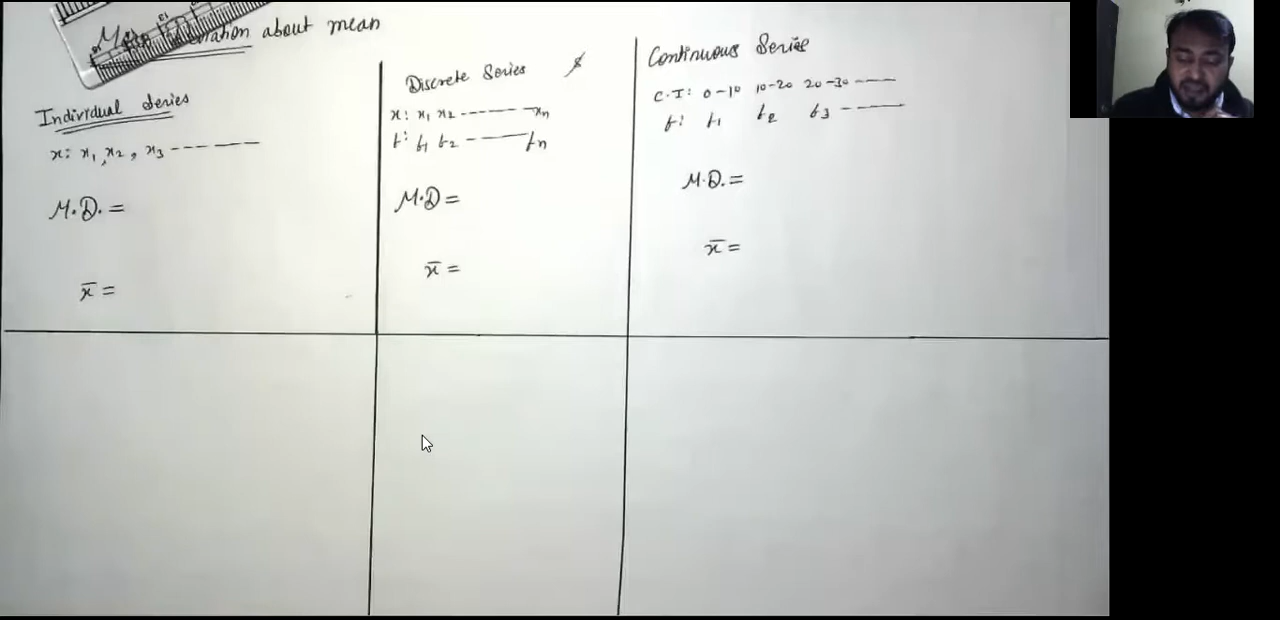 Mean deviation about mean
Individual Series
x: x₁, x₂, x₃ -------
M.D. =
x̄ =
Discrete Series
x: x₁ x₂ ------- xₙ
f: f₁ f₂ ------- fₙ
M.D =
x̄ =
Continuous Series
C.I: 0-10 10-20 20-30 -----
f: f₁ f₂ f₃ -----
M.D. =
x̄ =